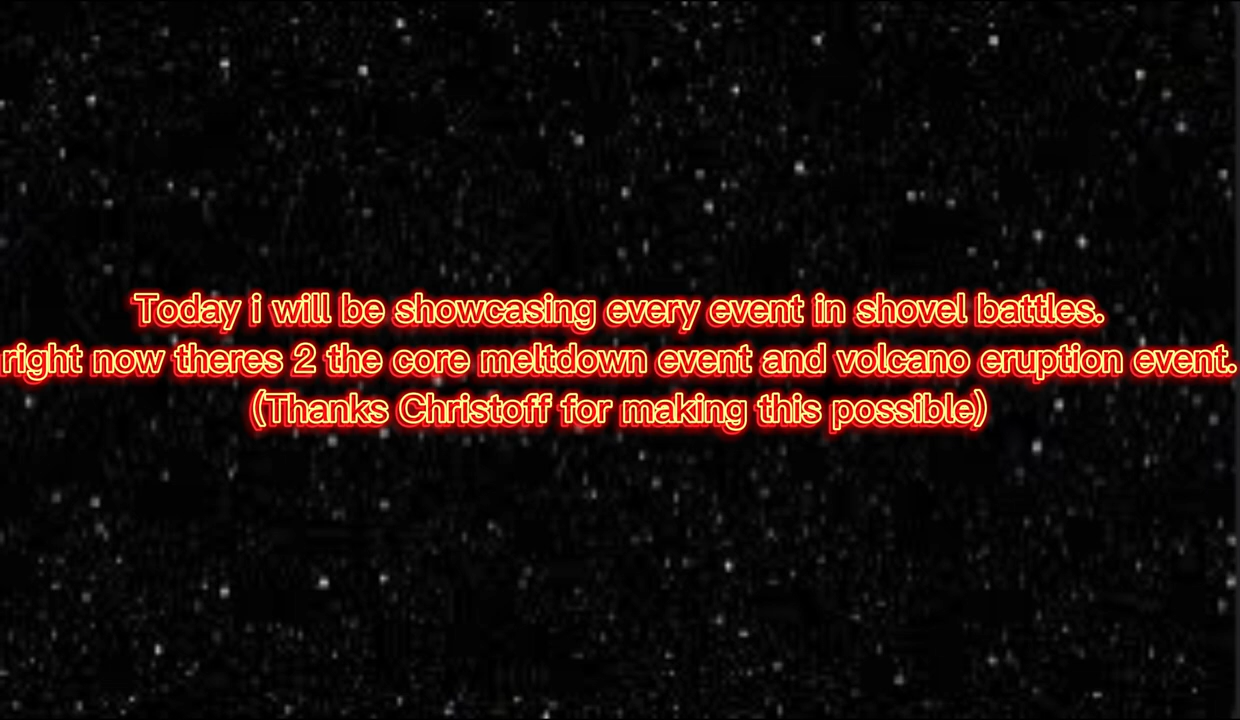 Today i will be showcasing every event in shovel battles.
right now theres 2 the core meltdown event and volcano eruption event.
(Thanks Christoff for making this possible)